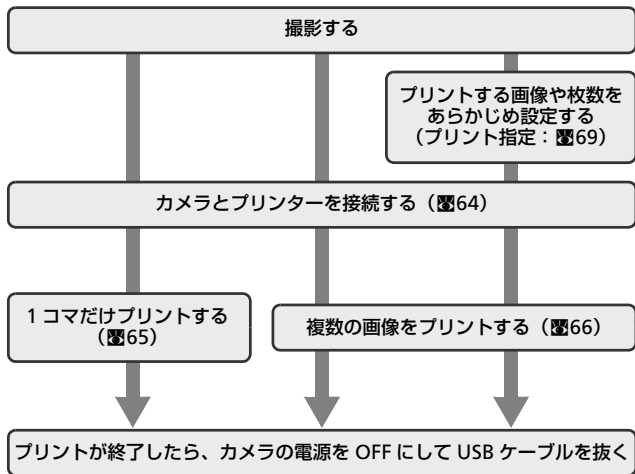 撮影する
プリントする画像や枚数を
あらかじめ設定する
（プリント指定：69）
カメラとプリンターを接続する（64）
1 コマだけプリントする
（65）
複数の画像をプリントする（66）
プリントが終了したら、カメラの電源を OFF にして USB ケーブルを抜く